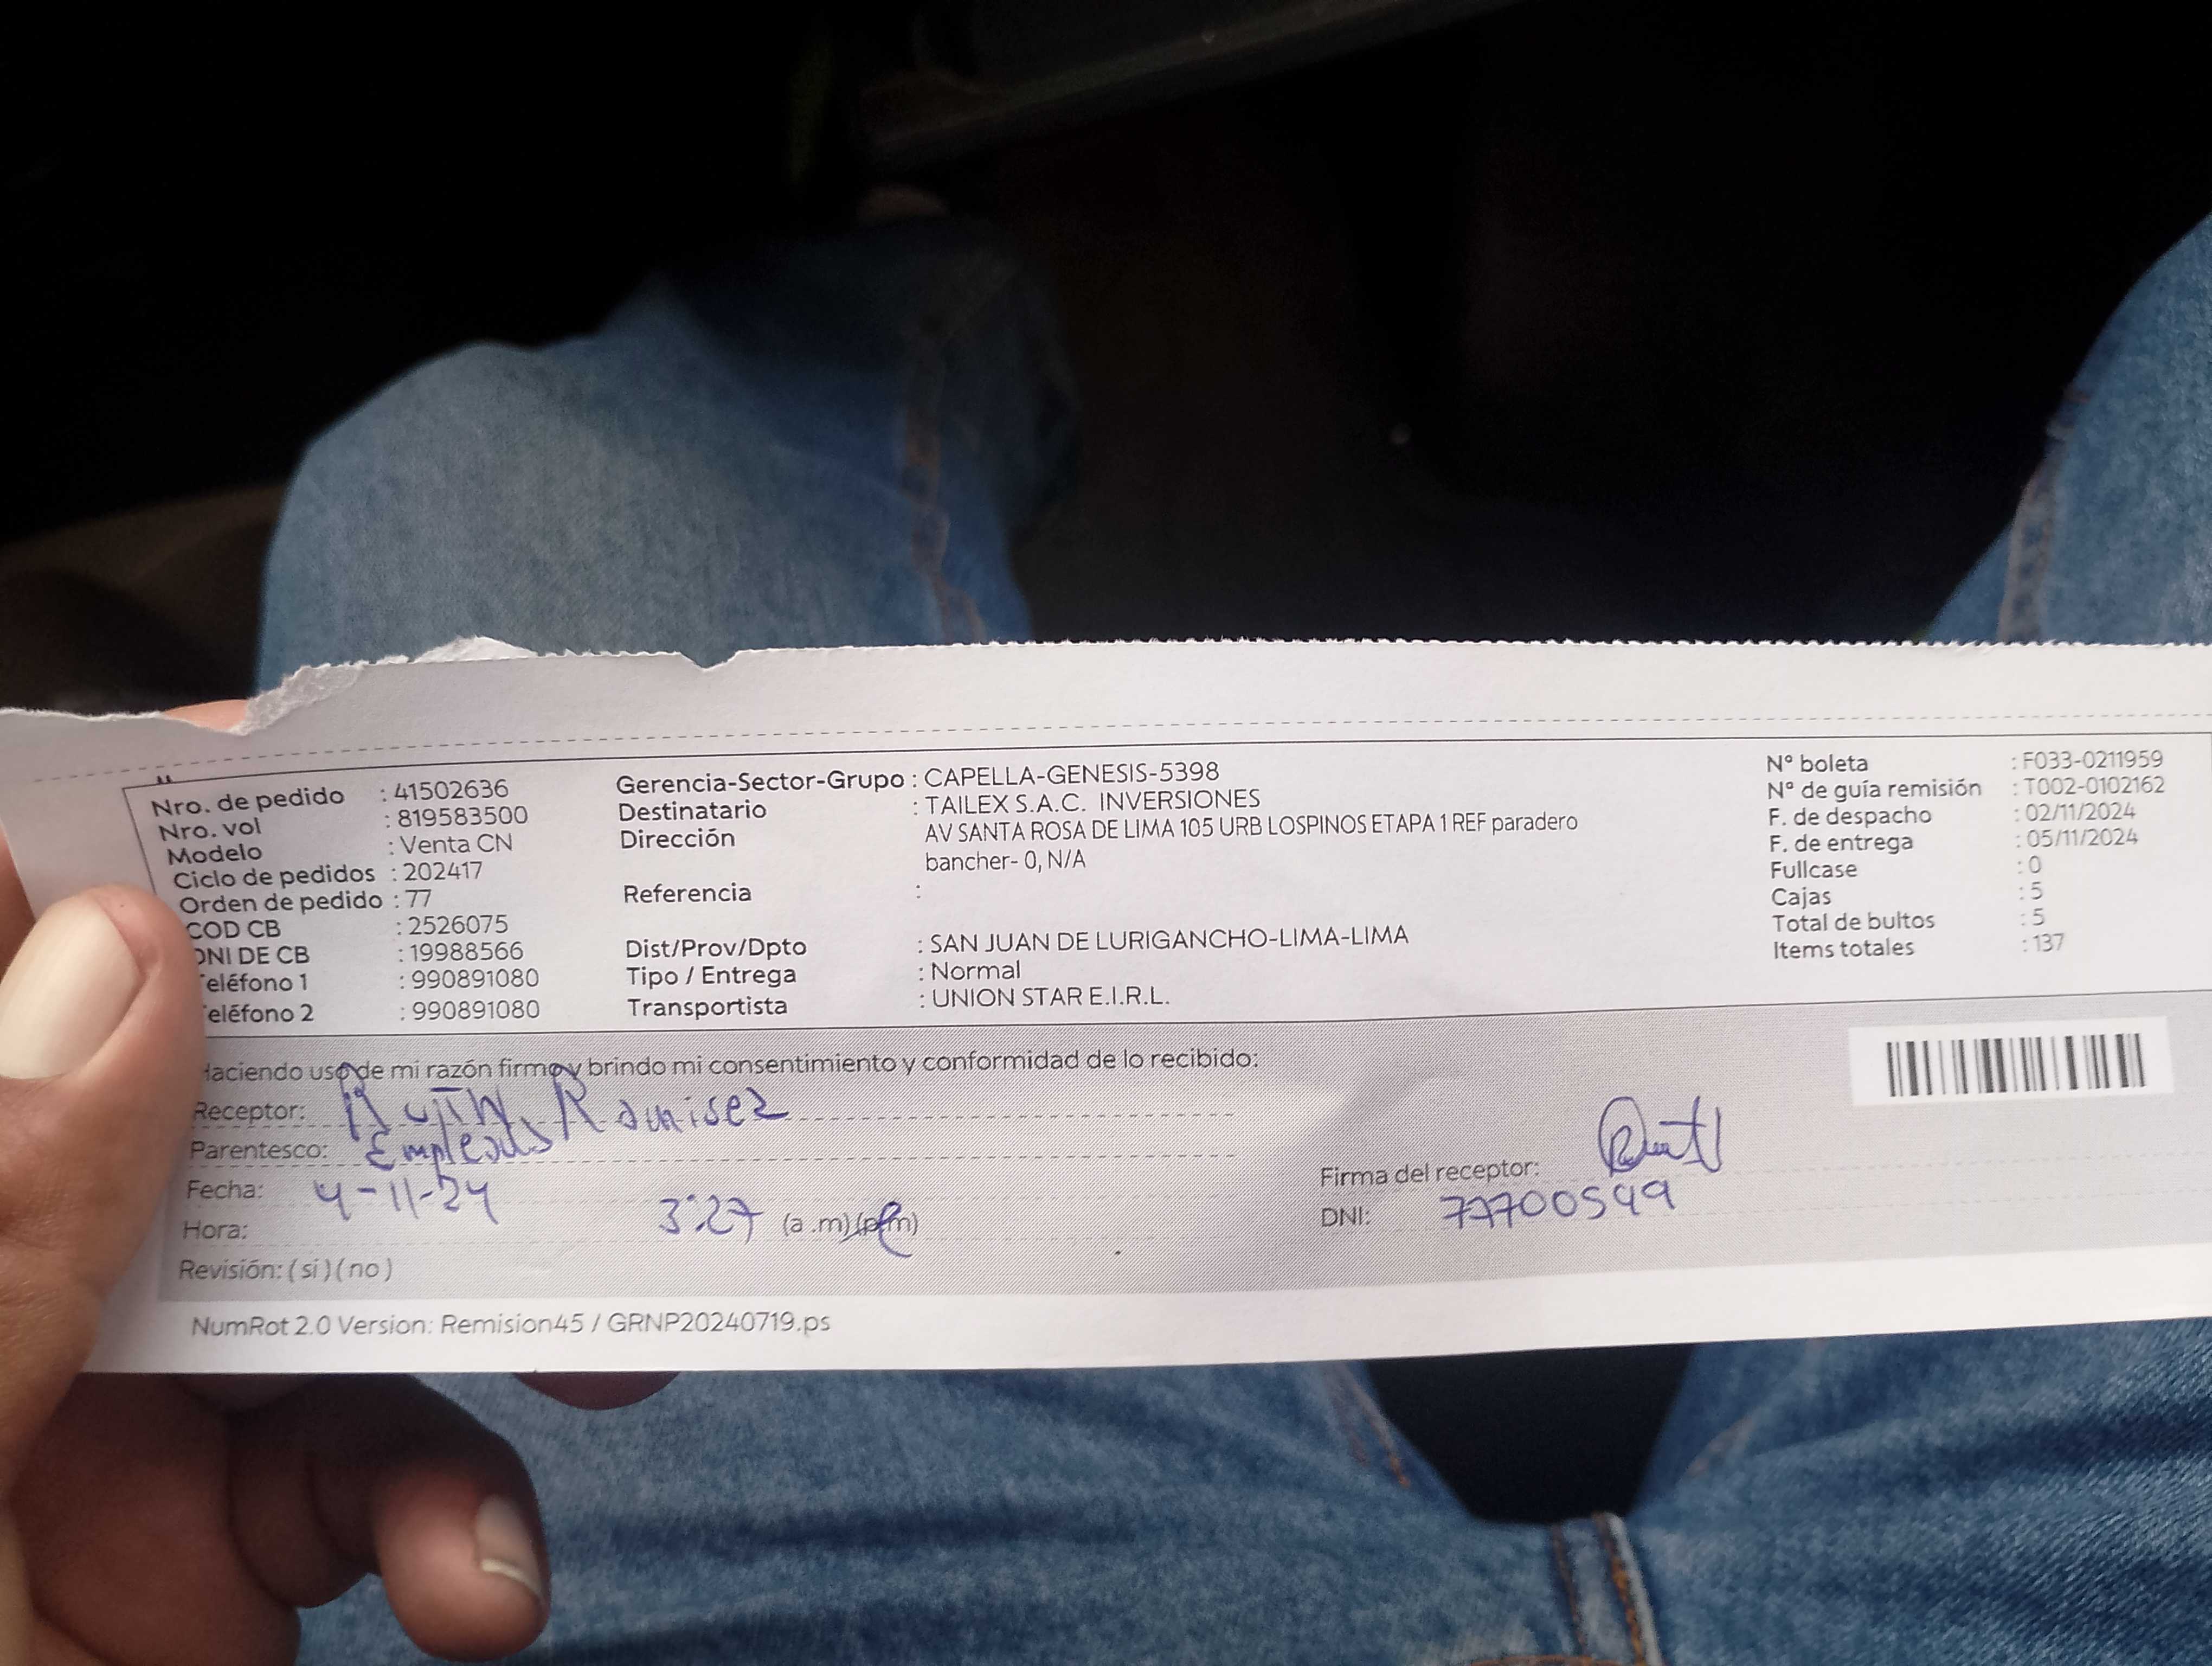 Nro. de pedido : 41502636
Nro. vol : 819583500
Modelo : Venta CN
Ciclo de pedidos : 202417
Orden de pedido : 77
COD CB : 2526075
DNI DE CB : 19988566
eléfono 1 : 990891080
eléfono 2 : 990891080
Gerencia-Sector-Grupo : CAPELLA-GENESIS-5398
Destinatario : TAILEX S.A.C. INVERSIONES
Dirección AV SANTA ROSA DE LIMA 105 URB LOSPINOS ETAPA 1 REF paradero
bancher- 0, N/A
Referencia :
Dist/Prov/Dpto : SAN JUAN DE LURIGANCHO-LIMA-LIMA
Tipo / Entrega : Normal
Transportista : UNION STAR E.I.R.L.
N° boleta : F033-0211959
N° de guía remisión : T002-0102162
F. de despacho : 02/11/2024
F. de entrega : 05/11/2024
Fullcase : 0
Cajas : 5
Total de bultos : 5
Items totales : 137
Haciendo uso de mi razón firmo y brindo mi consentimiento y conformidad de lo recibido:
Receptor: Ramirez
Parentesco: Empleado
Fecha: 4-11-24
Hora: 3:27 (a.m)(p.m)
Revisión: (si)(no)
Firma del receptor:
DNI: 77700599
NumRot 2.0 Version: Remision45 / GRNP20240719.ps